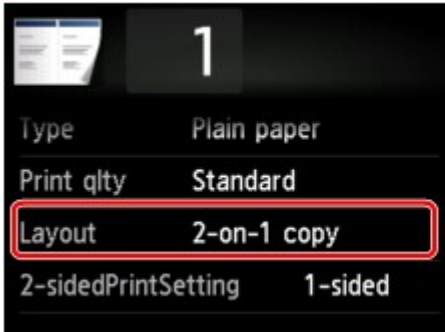 1
Type Plain paper
Print qlty Standard
Layout 2-on-1 copy
2-sidedPrintSetting 1-sided